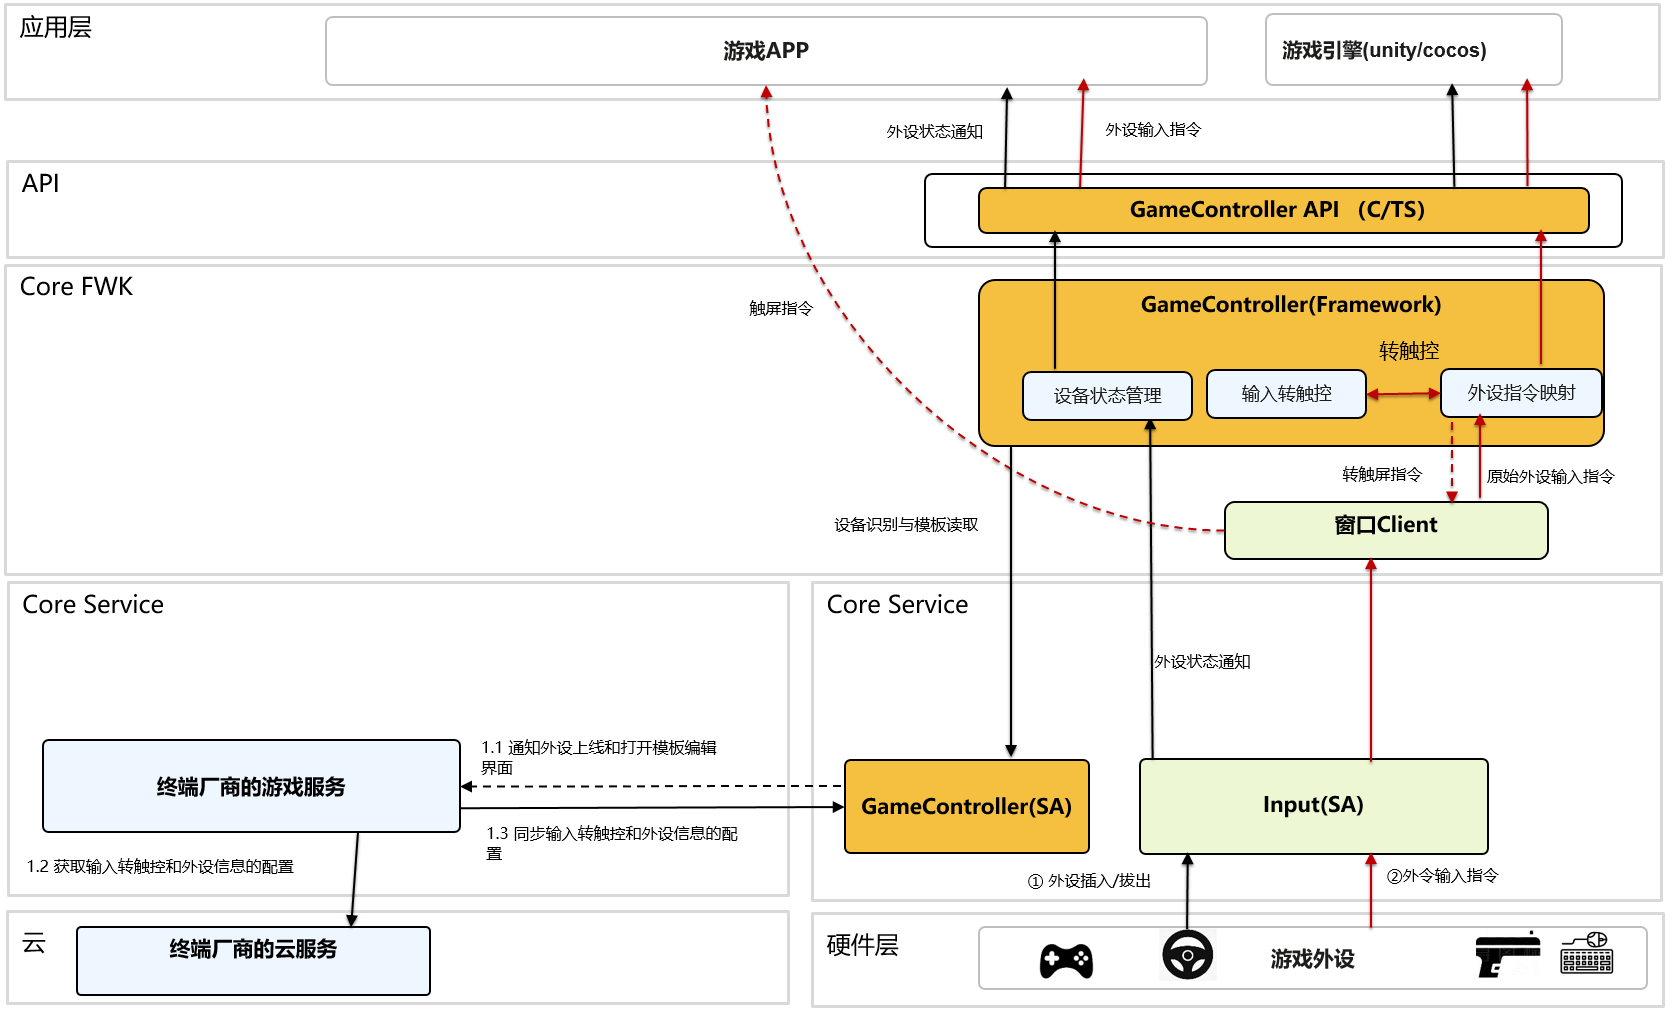 应用层
游戏APP
游戏引擎(unity/cocos)
外设状态通知
外设输入指令
API
GameController API （C/TS）
Core FWK
GameController(Framework)
触屏指令
转触控
设备状态管理
输入转触控
外设指令映射
转触屏指令
原始外设输入指令
设备识别与模板读取
窗口Client
Core Service
Core Service
外设状态通知
1.1 通知外设上线和打开模板编辑
界面
终端厂商的游戏服务
GameController(SA)
Input(SA)
1.3 同步输入转触控和外设信息的配
置
1.2 获取输入转触控和外设信息的配置
① 外设插入/拔出
②外令输入指令
云
终端厂商的云服务
硬件层
游戏外设